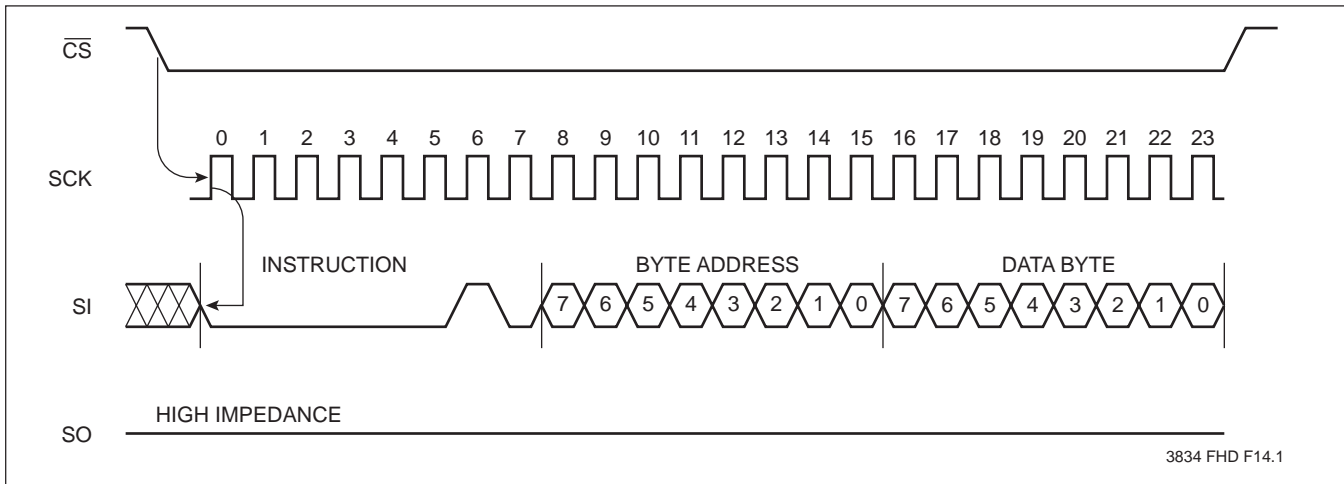 CS
0 1 2 3 4 5 6 7 8 9 10 11 12 13 14 15 16 17 18 19 20 21 22 23
SCK
INSTRUCTION BYTE ADDRESS DATA BYTE
SI 7 6 5 4 3 2 1 0 7 6 5 4 3 2 1 0
HIGH IMPEDANCE
SO
3834 FHD F14.1